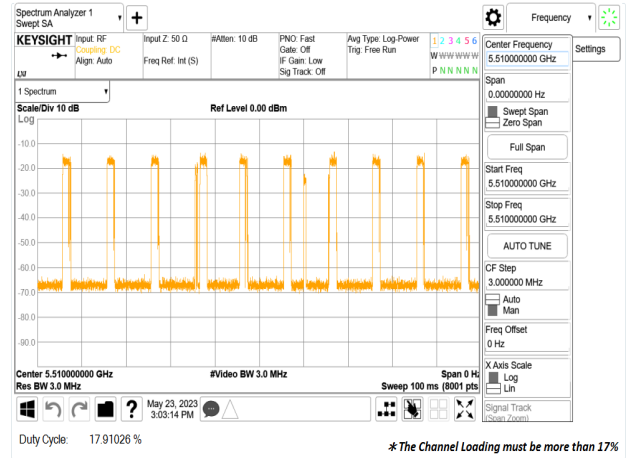 Spectrum Analyzer 1
Swept SA
Frequency
KEYSIGHT
Input: RF
Coupling: DC
Align: Auto
Input Z: 50 Ω
Freq Ref: Int (S)
#Atten: 10 dB
PNO: Fast
Gate: Off
IF Gain: Low
Sig Track: Off
Avg Type: Log-Power
Trig: Free Run
1 2 3 4 5 6
W W W W W W
P N N N N N
LXI
Center Frequency
5.510000000 GHz
Settings
Span
0.00000000 Hz
Swept Span
Zero Span
Full Span
Start Freq
5.510000000 GHz
Stop Freq
5.510000000 GHz
AUTO TUNE
CF Step
3.000000 MHz
Auto
Man
Freq Offset
0 Hz
X Axis Scale
Log
Lin
Signal Track
(Span Zoom)
1 Spectrum
Scale/Div 10 dB
Ref Level 0.00 dBm
Log
-10.0
-20.0
-30.0
-40.0
-50.0
-60.0
-70.0
-80.0
-90.0
Center 5.510000000 GHz
#Video BW 3.0 MHz
Span 0 Hz
Res BW 3.0 MHz
Sweep 100 ms (8001 pts)
?
May 23, 2023
3:03:14 PM
Duty Cycle: 17.91026 %
* The Channel Loading must be more than 17%